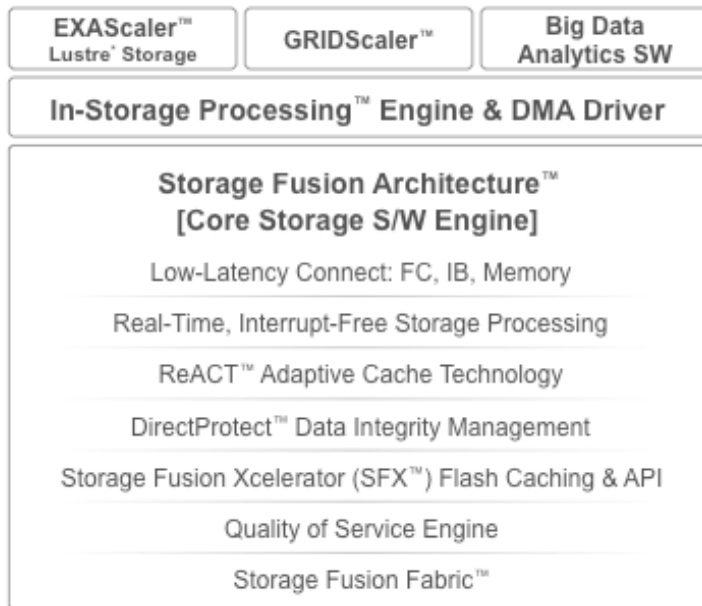 EXAScaler™
Lustre* Storage
GRIDScaler™
Big Data
Analytics SW
In-Storage Processing™ Engine & DMA Driver
Storage Fusion Architecture™
[Core Storage S/W Engine]
Low-Latency Connect: FC, IB, Memory
Real-Time, Interrupt-Free Storage Processing
ReACT™ Adaptive Cache Technology
DirectProtect™ Data Integrity Management
Storage Fusion Xcelerator (SFX™) Flash Caching & API
Quality of Service Engine
Storage Fusion Fabric™